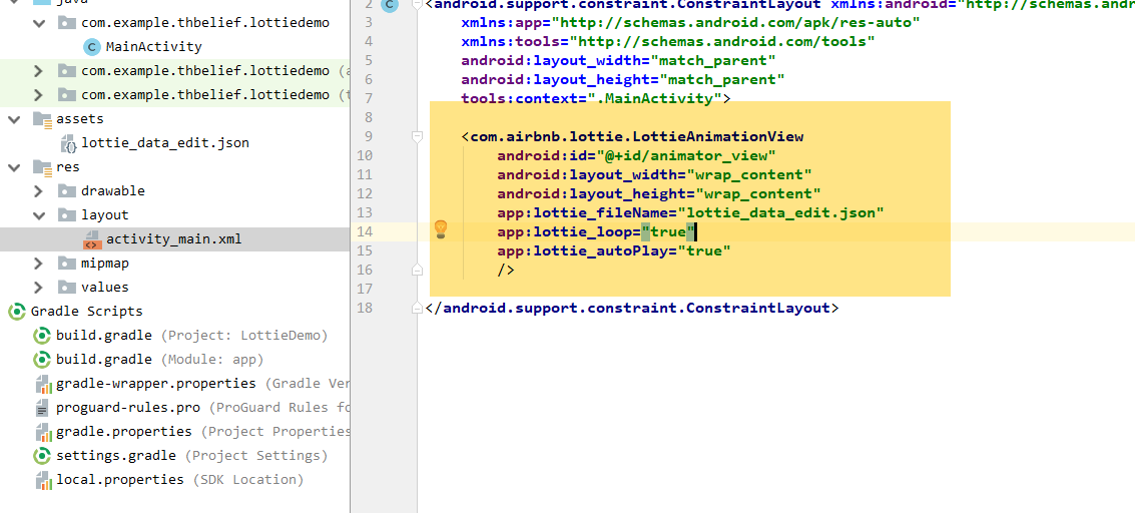 java
com.example.thbelief.lottiedemo
MainActivity
com.example.thbelief.lottiedemo (
com.example.thbelief.lottiedemo (
assets
lottie_data_edit.json
res
drawable
layout
activity_main.xml
mipmap
values
Gradle Scripts
build.gradle (Project: LottieDemo)
build.gradle (Module: app)
gradle-wrapper.properties (Gradle Ver
proguard-rules.pro (ProGuard Rules fo
gradle.properties (Project Properties
settings.gradle (Project Settings)
local.properties (SDK Location)
2 <android.support.constraint.ConstraintLayout xmlns:android="http://schemas.andro
3 xmlns:app="http://schemas.android.com/apk/res-auto"
4 xmlns:tools="http://schemas.android.com/tools"
5 android:layout_width="match_parent"
6 android:layout_height="match_parent"
7 tools:context=".MainActivity">
8
9 <com.airbnb.lottie.LottieAnimationView
10 android:id="@+id/animator_view"
11 android:layout_width="wrap_content"
12 android:layout_height="wrap_content"
13 app:lottie_fileName="lottie_data_edit.json"
14 app:lottie_loop="true"
15 app:lottie_autoPlay="true"
16 />
17
18 </android.support.constraint.ConstraintLayout>